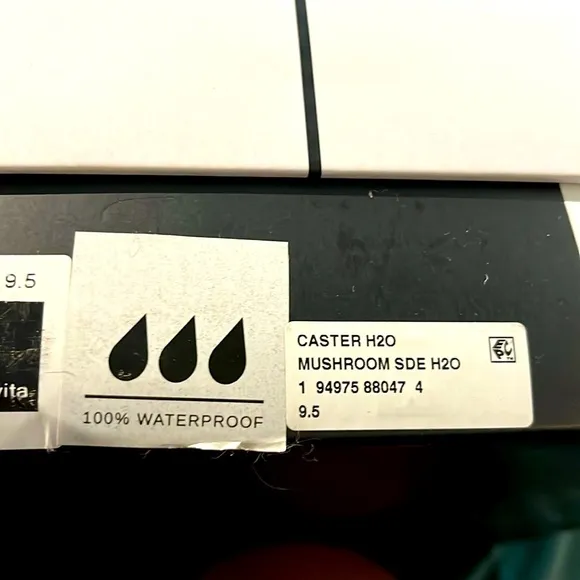 9.5
vita
100% WATERPROOF
CASTER H2O
MUSHROOM SDE H2O
1 94975 88047 4
9.5